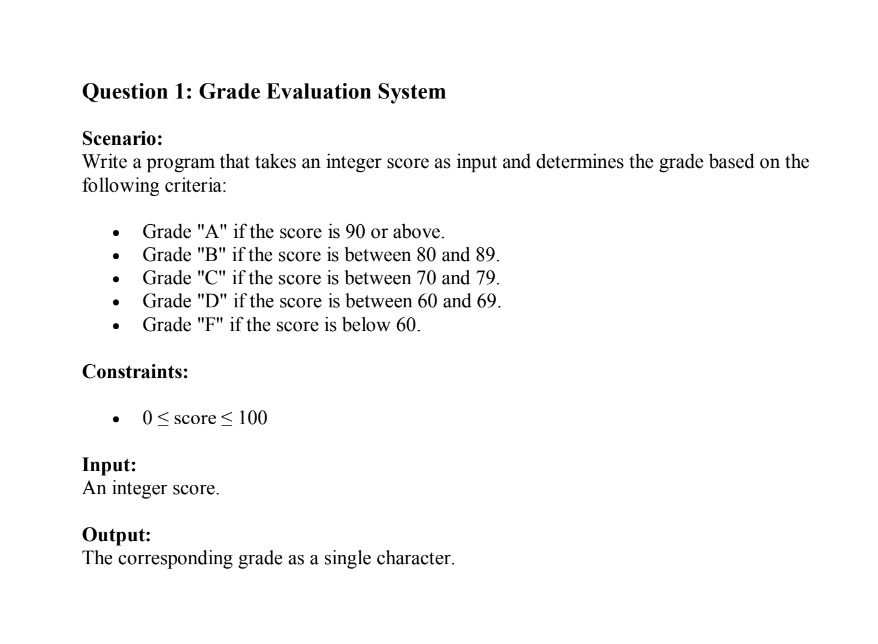 Question 1: Grade Evaluation System
Scenario:
Write a program that takes an integer score as input and determines the grade based on the
following criteria:
• Grade "A" if the score is 90 or above.
• Grade "B" if the score is between 80 and 89.
• Grade "C" if the score is between 70 and 79.
• Grade "D" if the score is between 60 and 69.
• Grade "F" if the score is below 60.
Constraints:
• 0 ≤ score ≤ 100
Input:
An integer score.
Output:
The corresponding grade as a single character.